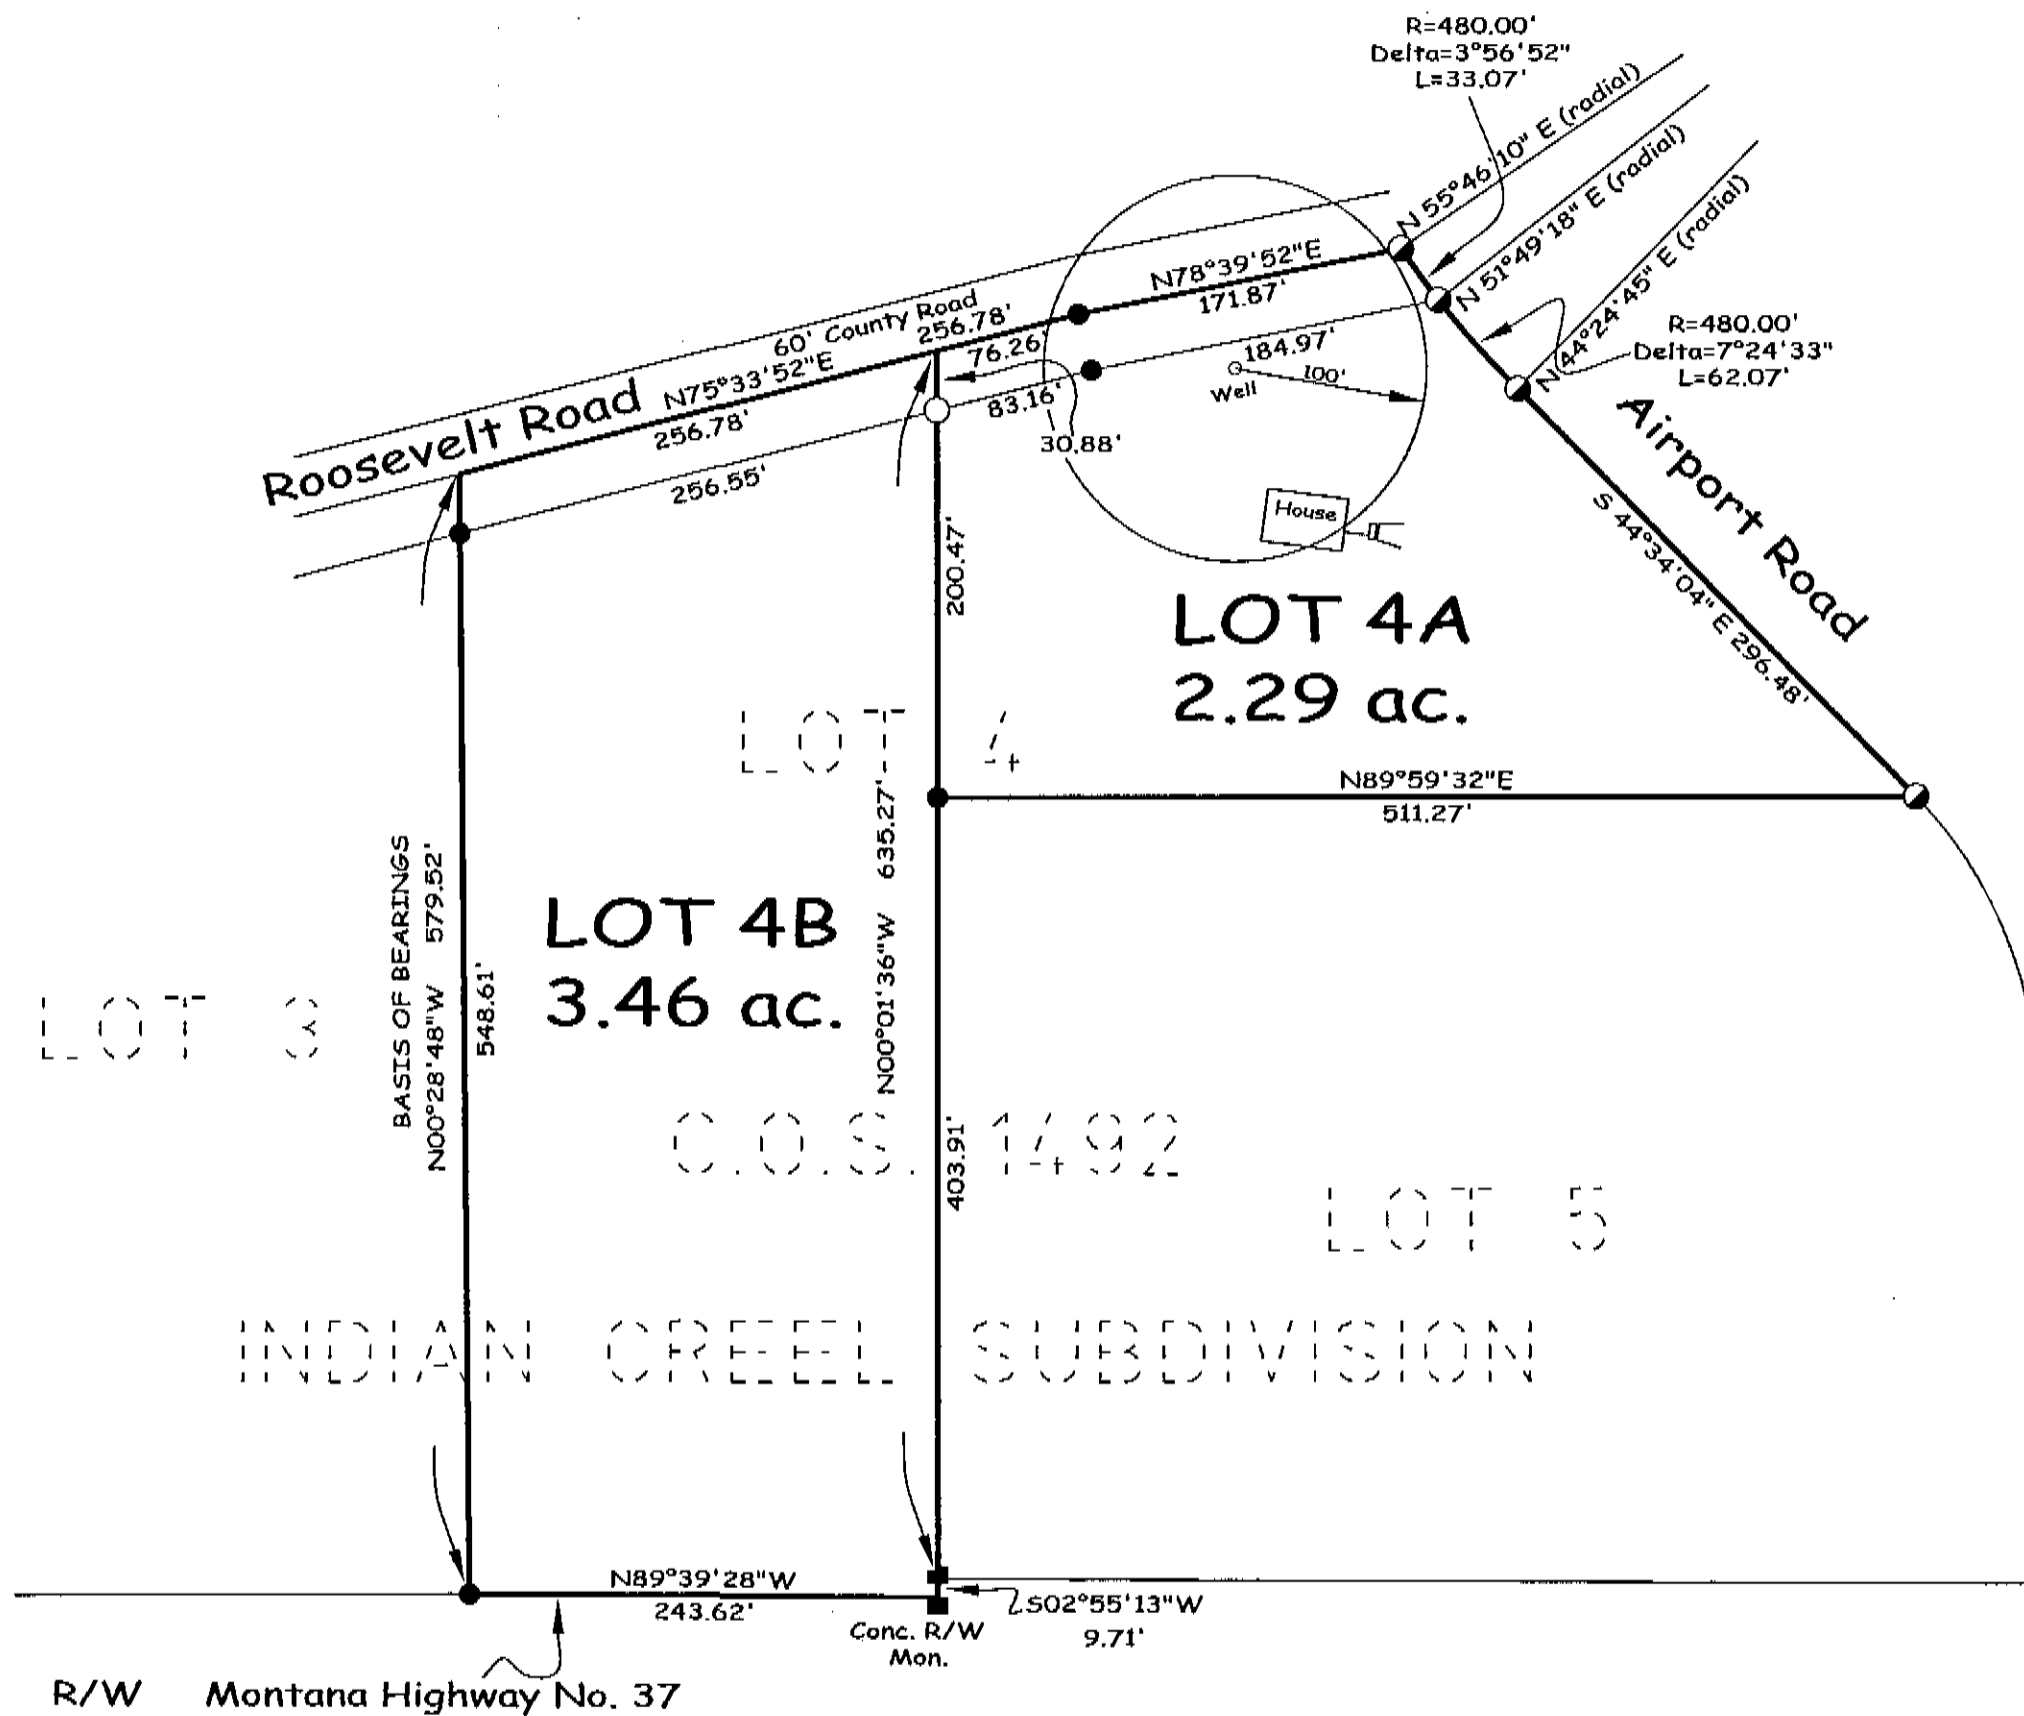 R=480.00'
Delta=3°56'52"
L=33.07'
N 55°46'10" E (radial)
N 51°49'18" E (radial)
N 44°24'45" E (radial)
R=480.00'
Delta=7°24'33"
L=62.07'
N78°39'52"E
171.87'
60' County Road
256.78'
76.26'
Roosevelt Road
N75°33'52"E
256.78'
184.97'
Well
100'
83.16'
30.88'
256.55'
House
Airport Road
S 44°34'04" E 296.48'
200.47'
LOT 4A
2.29 ac.
LOT 4
N89°59'32"E
511.27'
BASIS OF BEARINGS
N00°28'48"W 579.52'
548.61'
LOT 4B
3.46 ac.
N00°01'36"W 635.27'
403.91'
LOT 3
C.O.S. 1492
LOT 5
INDIAN CREEK SUBDIVISION
N89°39'28"W
243.62'
S02°55'13"W
9.71'
Conc. R/W
Mon.
R/W Montana Highway No. 37